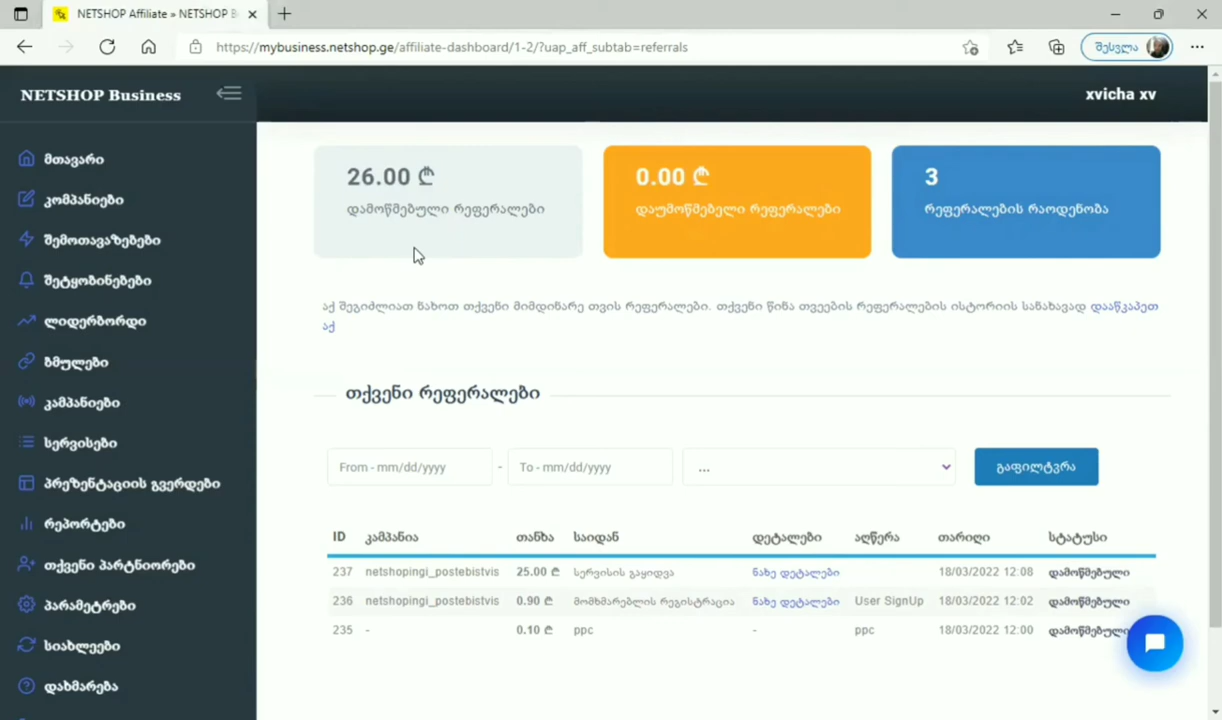 NETSHOP Affiliate » NETSHOP B
https://mybusiness.netshop.ge/affiliate-dashboard/1-2/?uap_aff_subtab=referrals
შესვლა
NETSHOP Business
xvicha xv
მთავარი
კომპანიები
შემოთავაზებები
შეტყობინებები
ლიდერბორდი
ბმულები
კამპანიები
სერვისები
პრეზენტაციის გვერდები
რეპორტები
თქვენი პარტნიორები
პარამეტრები
სიახლეები
დახმარება
26.00 ₾
დამოწმებული რეფერალები
0.00 ₾
დაუმოწმებელი რეფერალები
3
რეფერალების რაოდენობა
აქ შეგიძლიათ ნახოთ თქვენი მიმდინარე თვის რეფერალები. თქვენი წინა თვეების რეფერალების ისტორიის სანახავად დააწკაპეთ
აქ
თქვენი რეფერალები
From - mm/dd/yyyy - To - mm/dd/yyyy ... გაფილტვრა
ID კამპანია თანხა საიდან დეტალები აღწერა თარიღი სტატუსი
237 netshopingi_postebistvis 25.00 ₾ სერვისის გაყიდვა ნახე დეტალები 18/03/2022 12:08 დამოწმებული
236 netshopingi_postebistvis 0.90 ₾ მომხმარებლის რეგისტრაცია ნახე დეტალები User SignUp 18/03/2022 12:02 დამოწმებული
235 - 0.10 ₾ ppc - ppc 18/03/2022 12:00 დამოწმებული